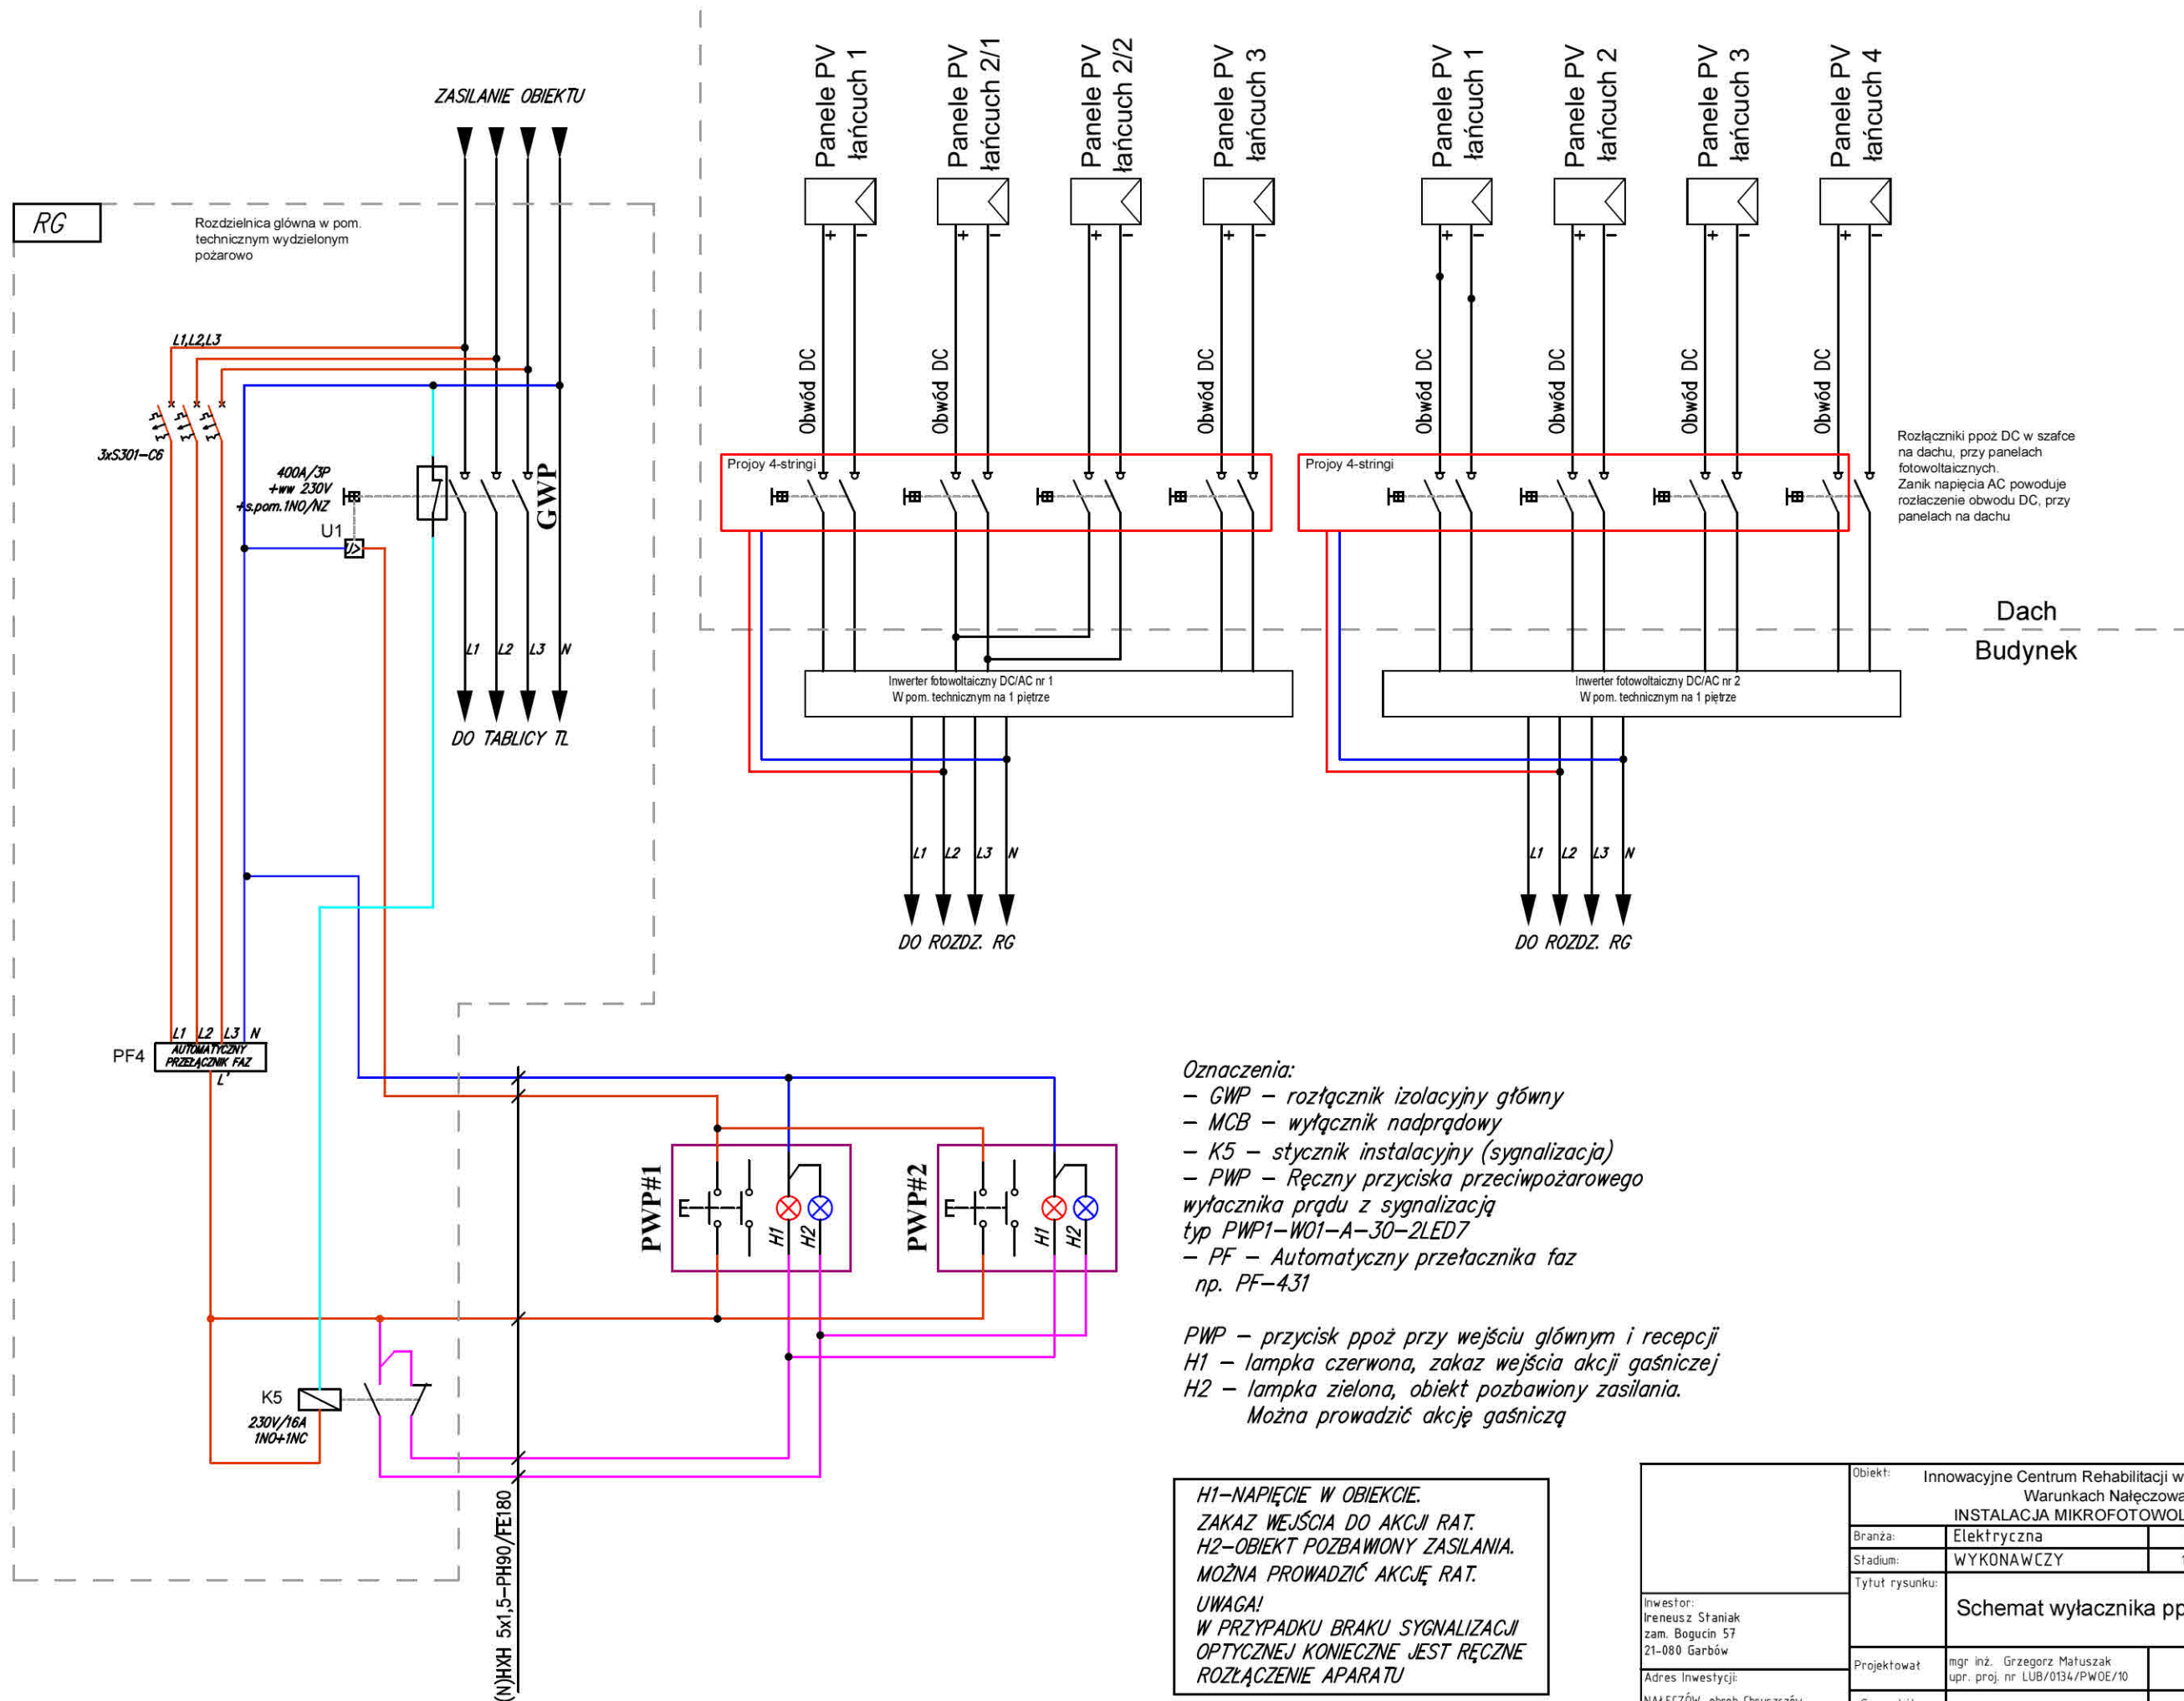 ZASILANIE OBIEKTU
RG
Rozdzielnica główna w pom.
technicznym wydzielonym
pożarowo
L1,L2,L3
3xS301-C6
400A/3P
+ww 230V
+s.pom.1NO/NZ
U1
U>
GWP
L1 L2 L3 N
DO TABLICY TL
PF4
L1 L2 L3 N
AUTOMATYCZNY
PRZEŁĄCZNIK FAZ
L'
K5
230V/16A
1NO+1NC
(N)HXH 5x1,5-PH90/FE180
PWP#1
H1
H2
PWP#2
H1
H2
Panele PV
łańcuch 1
Panele PV
łańcuch 2/1
Panele PV
łańcuch 2/2
Panele PV
łańcuch 3
Panele PV
łańcuch 1
Panele PV
łańcuch 2
Panele PV
łańcuch 3
Panele PV
łańcuch 4
+ − + − + − + −
+ − + − + − + −
Obwód DC
Obwód DC
Obwód DC
Obwód DC
Obwód DC
Obwód DC
Obwód DC
Projoy 4-stringi
Projoy 4-stringi
Rozłączniki ppoż DC w szafce
na dachu, przy panelach
fotowoltaicznych.
Zanik napięcia AC powoduje
rozłaczenie obwodu DC, przy
panelach na dachu
Dach
Budynek
Inwerter fotowoltaiczny DC/AC nr 1
W pom. technicznym na 1 piętrze
Inwerter fotowoltaiczny DC/AC nr 2
W pom. technicznym na 1 piętrze
L1 L2 L3 N
DO ROZDZ. RG
L1 L2 L3 N
DO ROZDZ. RG
Oznaczenia:
– GWP – rozłącznik izolacyjny główny
– MCB – wyłącznik nadprądowy
– K5 – stycznik instalacyjny (sygnalizacja)
– PWP – Ręczny przyciska przeciwpożarowego
wyłacznika prądu z sygnalizacją
typ PWP1-W01-A-30-2LED7
– PF – Automatyczny przełacznika faz
np. PF-431
PWP – przycisk ppoż przy wejściu glównym i recepcji
H1 – lampka czerwona, zakaz wejścia akcji gaśniczej
H2 – lampka zielona, obiekt pozbawiony zasilania.
Można prowadzić akcję gaśniczą
H1-NAPIĘCIE W OBIEKCIE.
ZAKAZ WEJŚCIA DO AKCJI RAT.
H2-OBIEKT POZBAWIONY ZASILANIA.
MOŻNA PROWADZIĆ AKCJĘ RAT.
UWAGA!
W PRZYPADKU BRAKU SYGNALIZACJI
OPTYCZNEJ KONIECZNE JEST RĘCZNE
ROZŁĄCZENIE APARATU
Obiekt:
Innowacyjne Centrum Rehabilitacji w
Warunkach Nałęczowa
INSTALACJA MIKROFOTOWOL
Branża: Elektryczna
Stadium: WYKONAWCZY
Tytuł rysunku:
Schemat wyłacznika pp
Inwestor:
Ireneusz Staniak
zam. Bogucin 57
21-080 Garbów
Projektował
mgr inż. Grzegorz Matuszak
upr. proj. nr LUB/0134/PWOE/10
Adres Inwestycji: